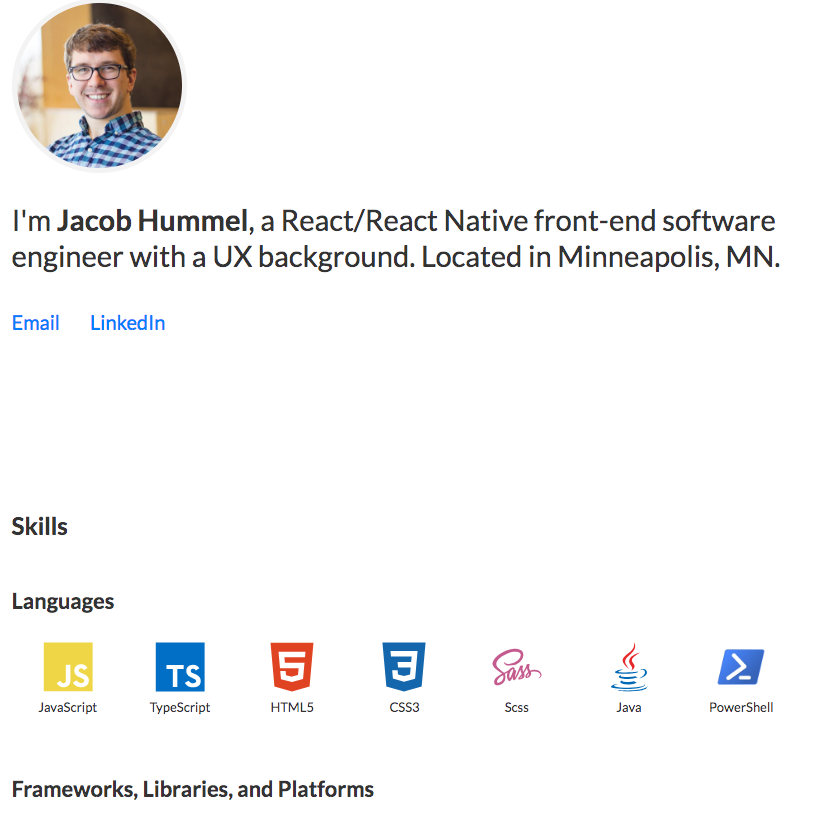 I'm Jacob Hummel, a React/React Native front-end software
engineer with a UX background. Located in Minneapolis, MN.
Email LinkedIn
Skills
Languages
JS TS 5 3 Sass
JavaScript TypeScript HTML5 CSS3 Scss Java PowerShell
Frameworks, Libraries, and Platforms